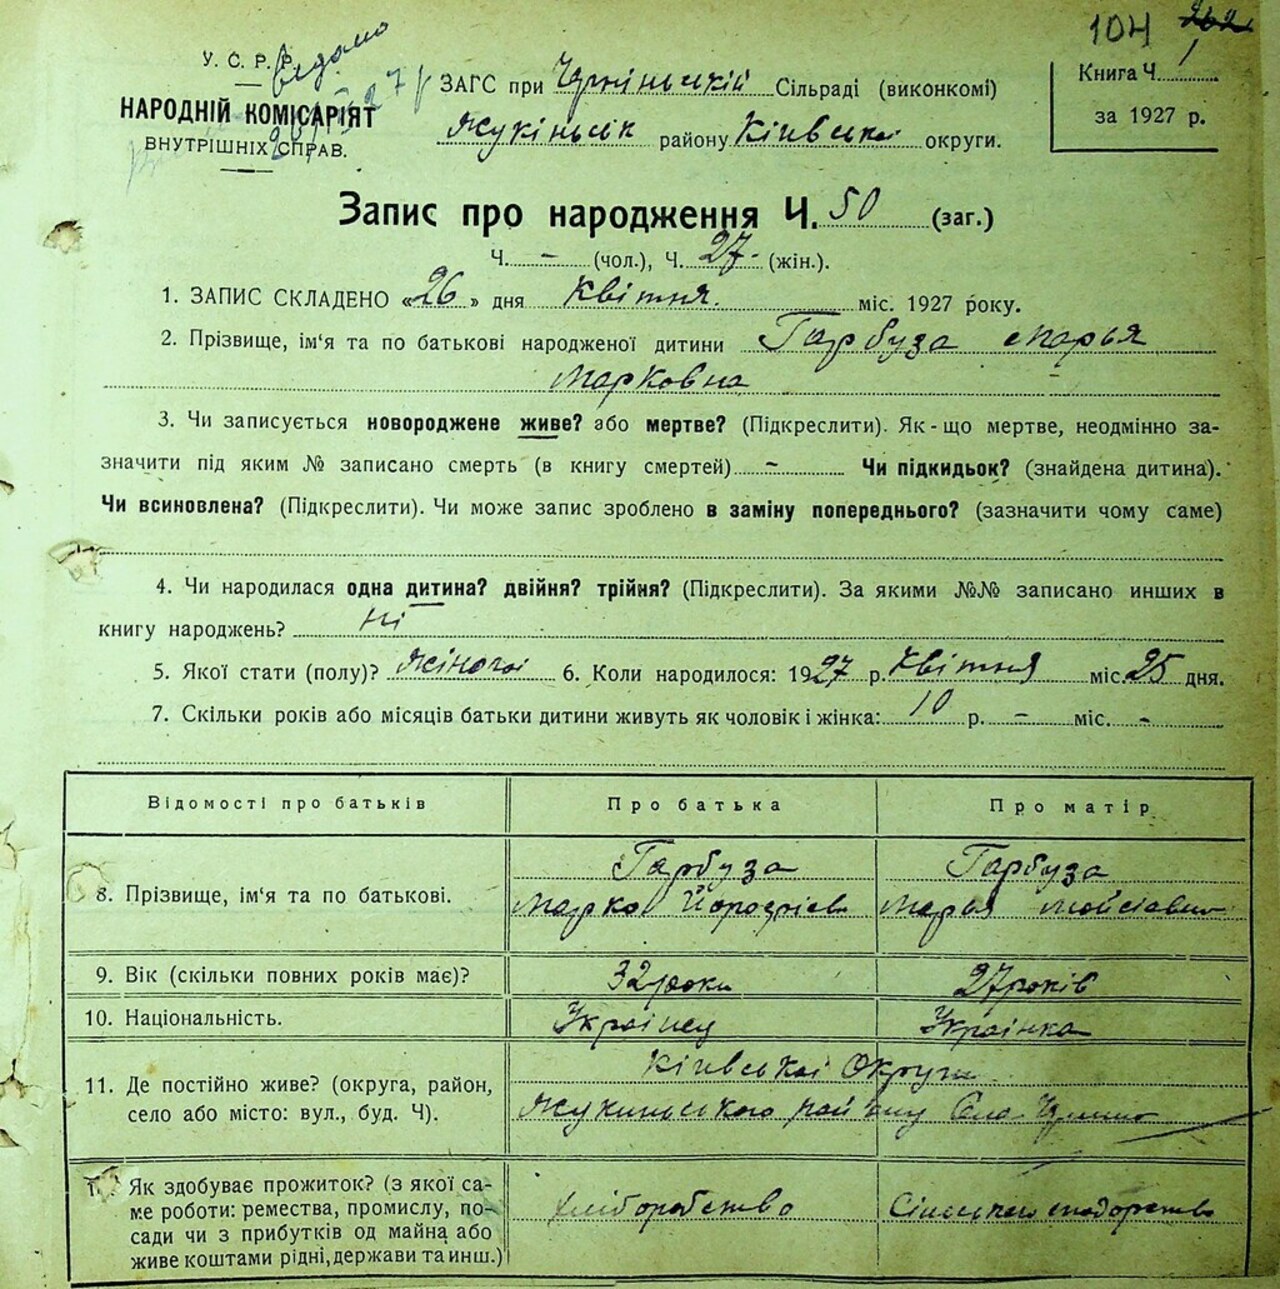 104 262
У. С. Р. Р.
НАРОДНІЙ КОМІСАРІЯТ
ВНУТРІШНІХ СПРАВ.
ЗАГС при Сільраді (виконкомі)
Жукінськ району Київської округи.
Книга Ч. 1
за 1927 р.
Запис про народження Ч. 50 (заг.)
Ч. – (чол.), Ч. 27 (жін.).
1. ЗАПИС СКЛАДЕНО «26» дня Квітня міс. 1927 року.
2. Прізвище, ім'я та по батькові народженої дитини Гарбуза Марья
Марковна
3. Чи записується новороджене живе? або мертве? (Підкреслити). Як-що мертве, неодмінно за-
значити під яким № записано смерть (в книгу смертей) – Чи підкидьок? (знайдена дитина).
Чи всиновлена? (Підкреслити). Чи може запис зроблено в заміну попереднього? (зазначити чому саме)
4. Чи народилася одна дитина? двійня? трійня? (Підкреслити). За якими №№ записано инших в
книгу народжень? Ні
5. Якої стати (полу)? жіночої 6. Коли народилося: 1927 р. Квітня міс. 25 дня.
7. Скільки років або місяців батьки дитини живуть як чоловік і жінка: 10 р. – міс. -
Відомості про батьків Про батька Про матір
8. Прізвище, ім'я та по батькові.
Гарбуза
Марко
Гарбуза
Марья
9. Вік (скільки повних років має)? 32 роки 27 років
10. Національність. Українец Українка
11. Де постійно живе? (округа, район,
село або місто: вул., буд. Ч).
Київської Округи
Жукинського району Село
Як здобуває прожиток? (з якої са-
ме роботи: ремества, промислу, по-
сади чи з прибутків од майна або
живе коштами рідні, держави та инш.)
хліборобство